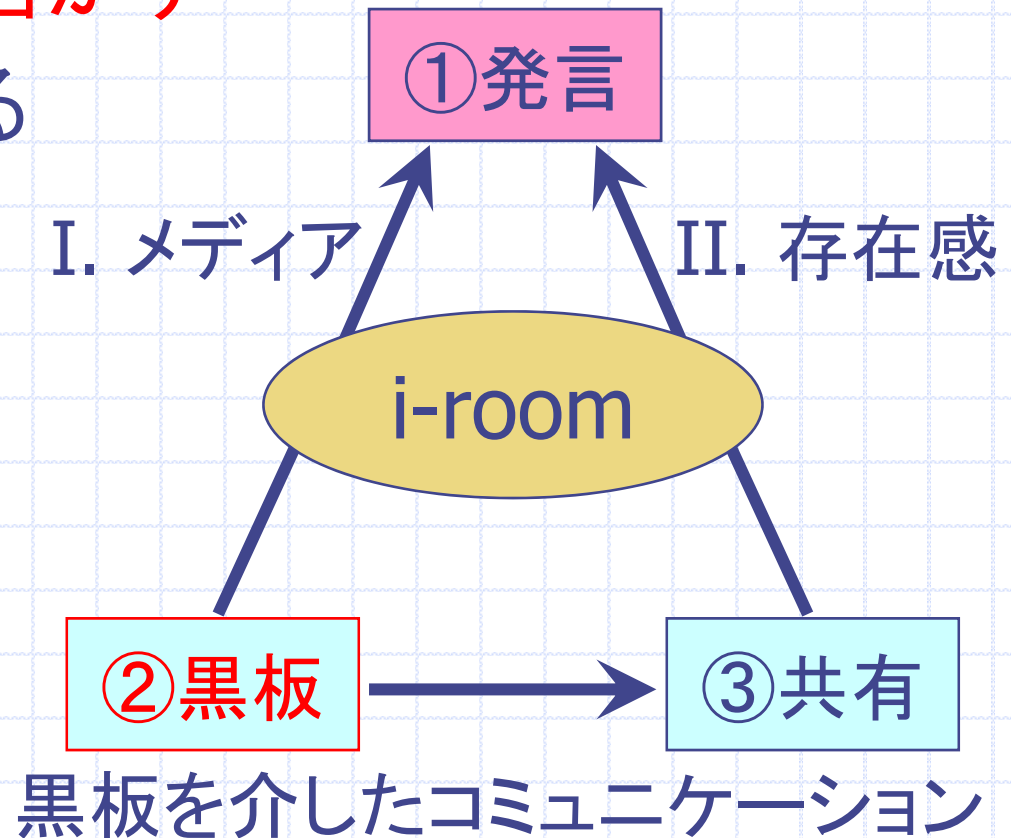 る
①発言
I. メディア
II. 存在感
i-room
②黒板
③共有
黒板を介したコミュニケーション